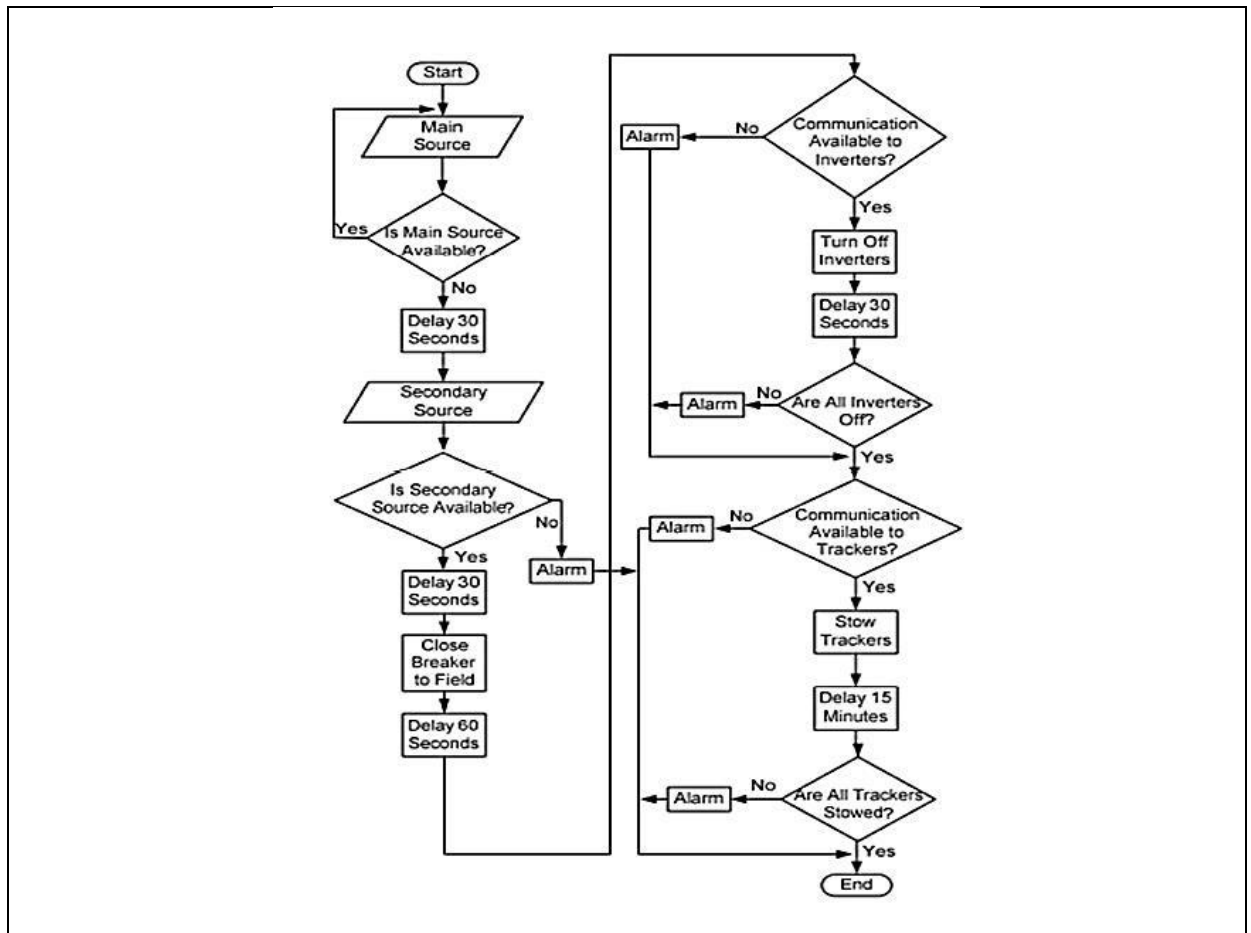 Start
Main
Source
Yes
Is Main Source
Available?
No
Delay 30
Seconds
Secondary
Source
Is Secondary
Source Available?
No
Alarm
Yes
Delay 30
Seconds
Close
Breaker
to Field
Delay 60
Seconds
Communication
Available to
Inverters?
No
Alarm
Yes
Turn Off
Inverters
Delay 30
Seconds
Are All Inverters
Off?
No
Alarm
Yes
Communication
Available to
Trackers?
No
Alarm
Yes
Stow
Trackers
Delay 15
Minutes
Are All Trackers
Stowed?
No
Alarm
Yes
End